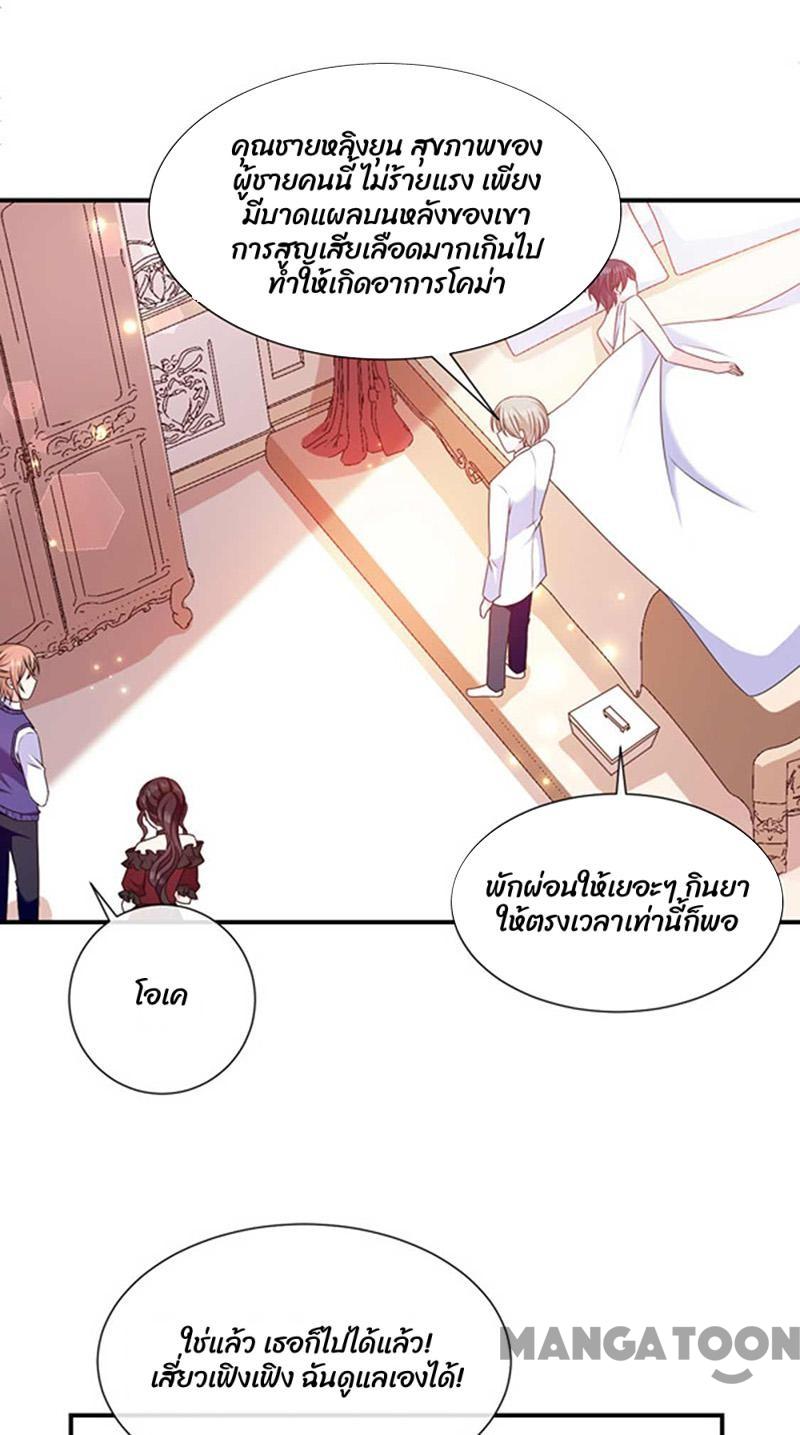 คุณชายหลิงยุน สุขภาพของ
ผู้ชายคนนี้ ไม่ร้ายแรง เพียง
มีบาดแผลบนหลังของเขา
การสูญเสียเลือดมากเกินไป
ทำให้เกิดอาการโคม่า
พักผ่อนให้เยอะๆ กินยา
ให้ตรงเวลาเท่านี้ก็พอ
โอเค
ใช่แล้ว เธอก็ไปได้แล้ว!
เสี่ยวเฟิงเฟิง ฉันดูแลเองได้!
MANGATOON